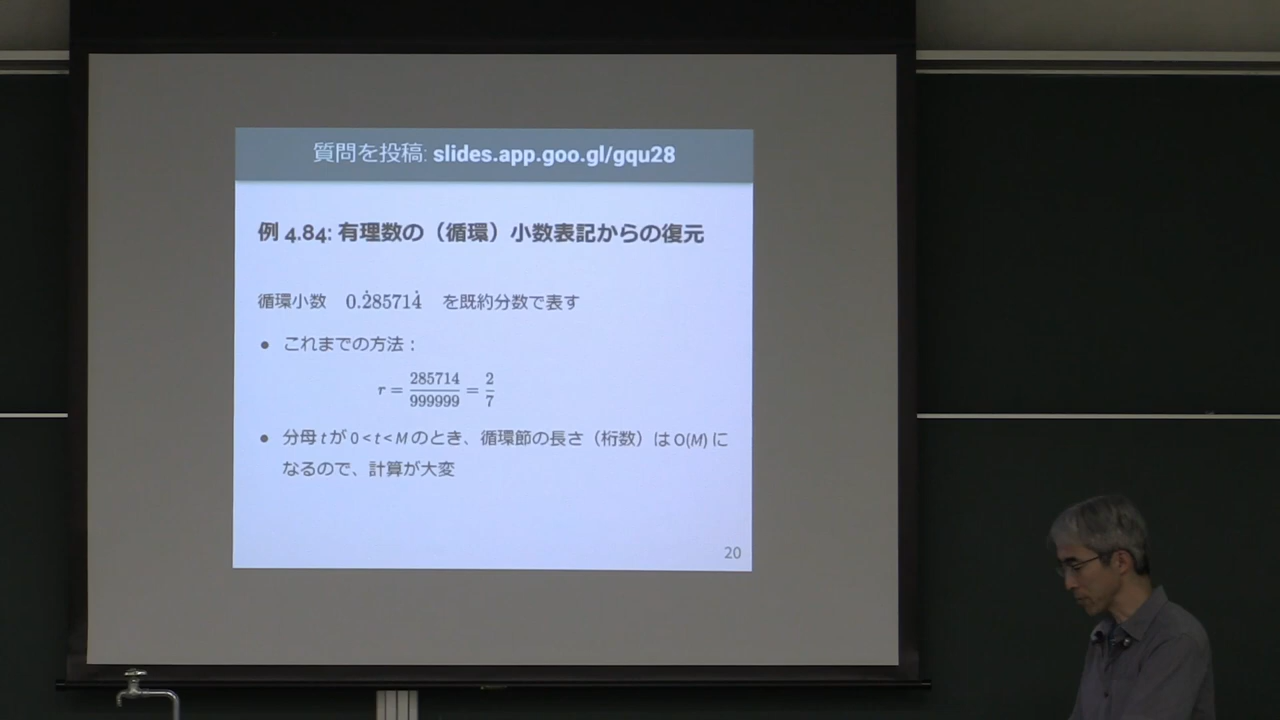 質問を投稿: slides.app.goo.gl/gqu28
例 4.84: 有理数の（循環）小数表記からの復元
循環小数 0.2̇85714̇ を既約分数で表す
• これまでの方法：
r = 285714/999999 = 2/7
• 分母 t が 0 < t < M のとき、循環節の長さ（桁数）は O(M) に
なるので、計算が大変
20